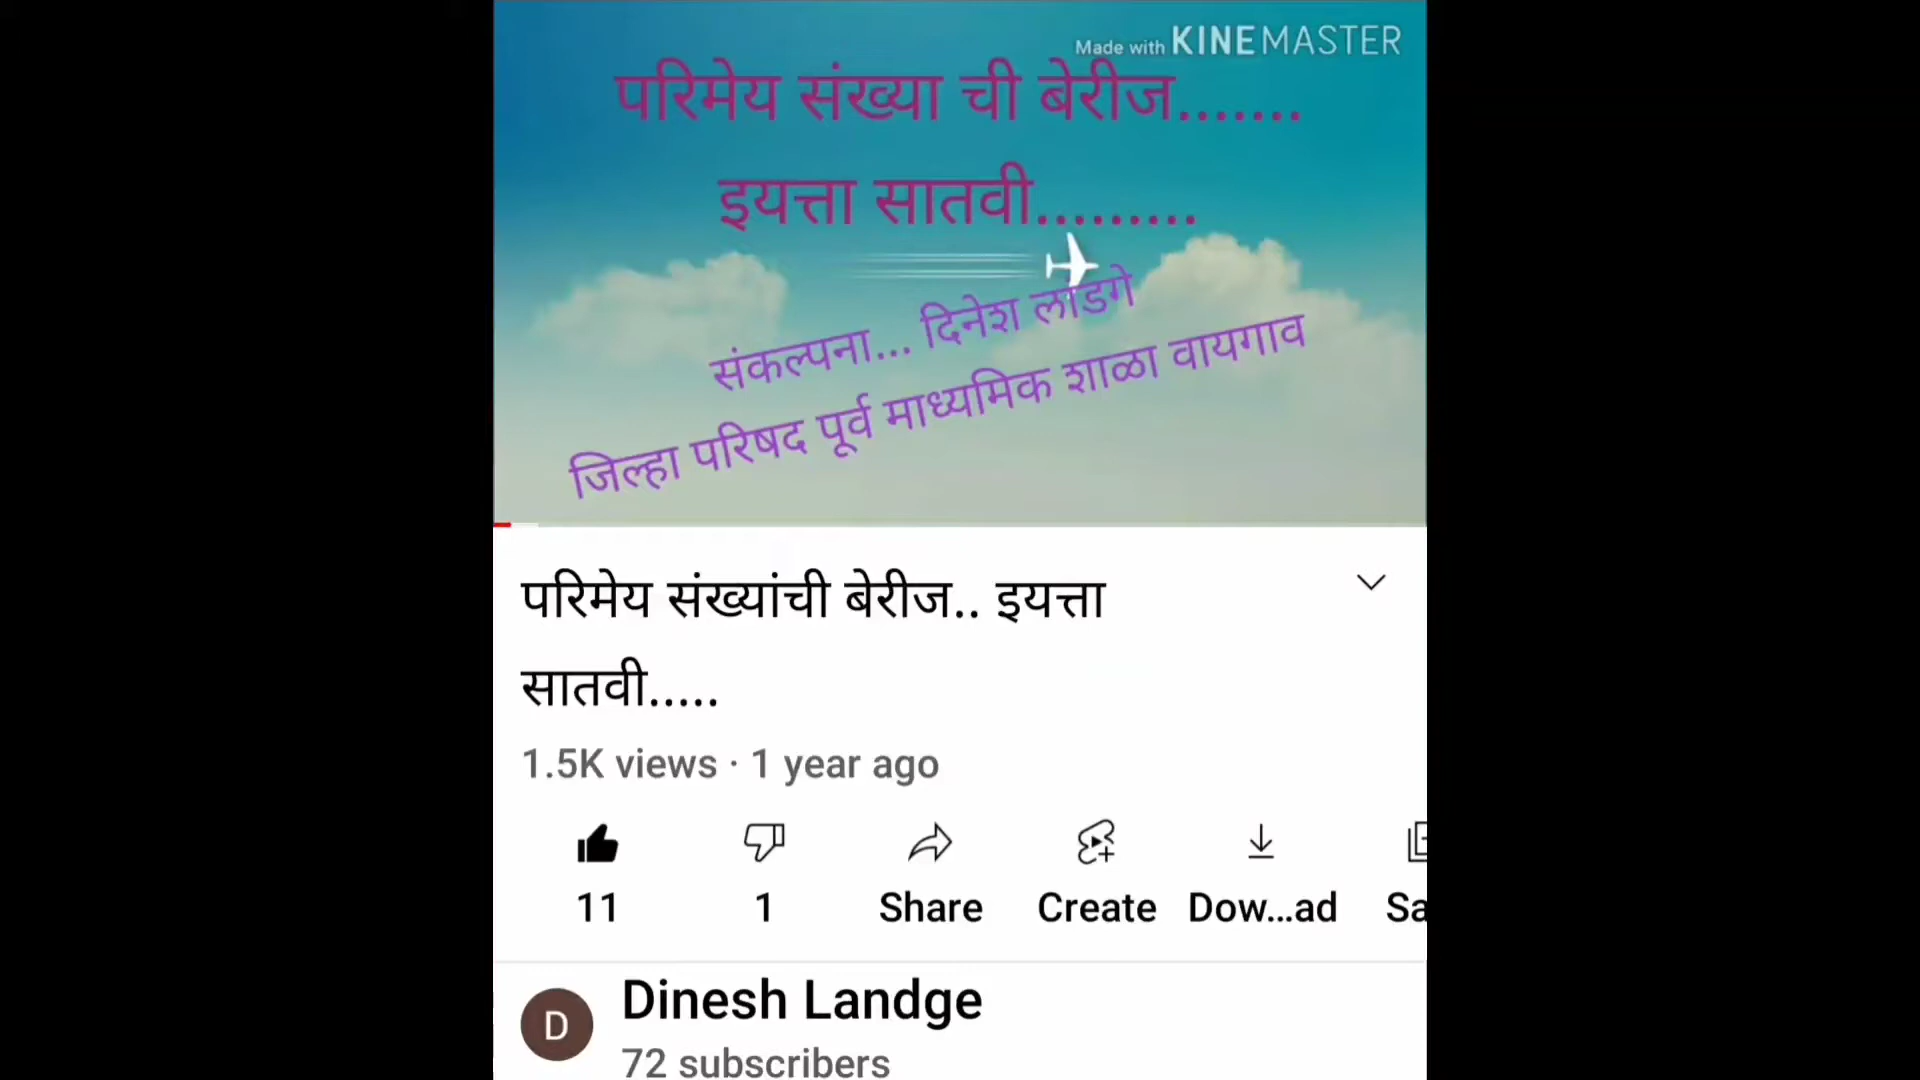 Made with KINEMASTER
परिमेय संख्या ची बेरीज.......
इयत्ता सातवी.........
संकल्पना... दिनेश लांडगे
जिल्हा परिषद पूर्व माध्यमिक शाळा वायगाव
परिमेय संख्यांची बेरीज.. इयत्ता
सातवी.....
1.5K views · 1 year ago
11 1 Share Create Dow...ad Sa
D Dinesh Landge
72 subscribers